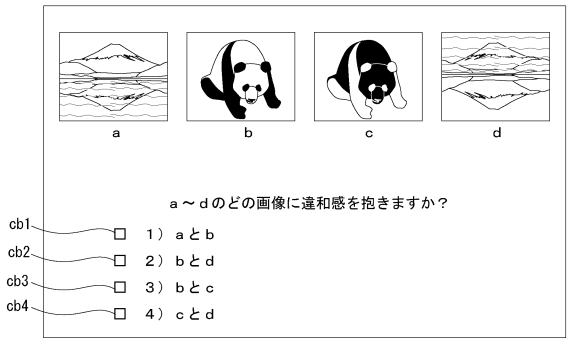 a
b
c
d
a～dのどの画像に違和感を抱きますか？
cb1
1）aとb
cb2
2）bとd
cb3
3）bとc
cb4
4）cとd